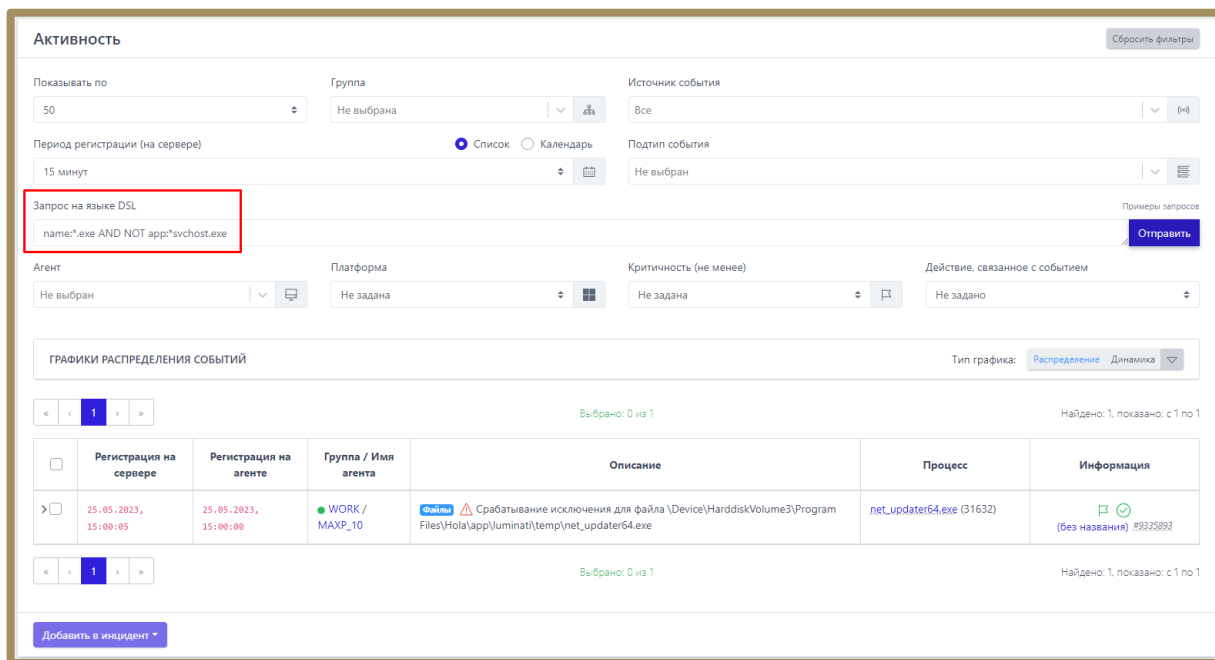 Активность
Сбросить фильтры
Показывать по
Группа
Источник события
50
Не выбрана
Все
Период регистрации (на сервере)
Список
Календарь
Подтип события
15 минут
Не выбран
Запрос на языке DSL
Примеры запросов
name:*.exe AND NOT app:*svchost.exe
Отправить
Агент
Платформа
Критичность (не менее)
Действие, связанное с событием
Не выбран
Не задана
Не задана
Не задано
ГРАФИКИ РАСПРЕДЕЛЕНИЯ СОБЫТИЙ
Тип графика:
Распределение
Динамика
« ‹ 1 › »
Выбрано: 0 из 1
Найдено: 1, показано: с 1 по 1
Регистрация на
сервере
Регистрация на
агенте
Группа / Имя
агента
Описание
Процесс
Информация
25.05.2023,
15:00:05
25.05.2023,
15:00:00
WORK /
MAXP_10
Файлы Срабатывание исключения для файла \Device\HarddiskVolume3\Program
Files\Hola\app\luminati\temp\net_updater64.exe
net_updater64.exe (31632)
(без названия) #9335893
« ‹ 1 › »
Выбрано: 0 из 1
Найдено: 1, показано: с 1 по 1
Добавить в инцидент